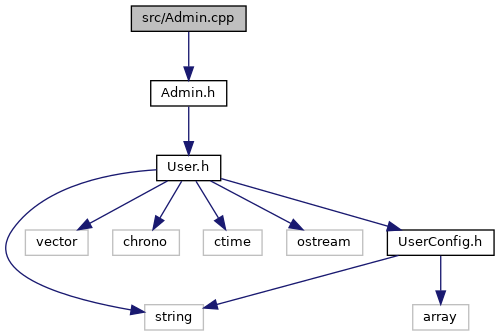 src/Admin.cpp
Admin.h
User.h
vector
chrono
ctime
ostream
UserConfig.h
string
array